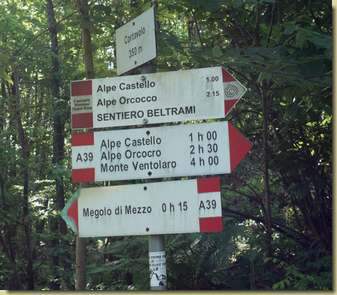 350 m
Alpe Castello 1.00
Alpe Orcocco 2.15
SENTIERO BELTRAMI
A39
Alpe Castello 1 h 00
Alpe Orcocro 2 h 30
Monte Ventolaro 4 h 00
Megolo di Mezzo 0 h 15 A39